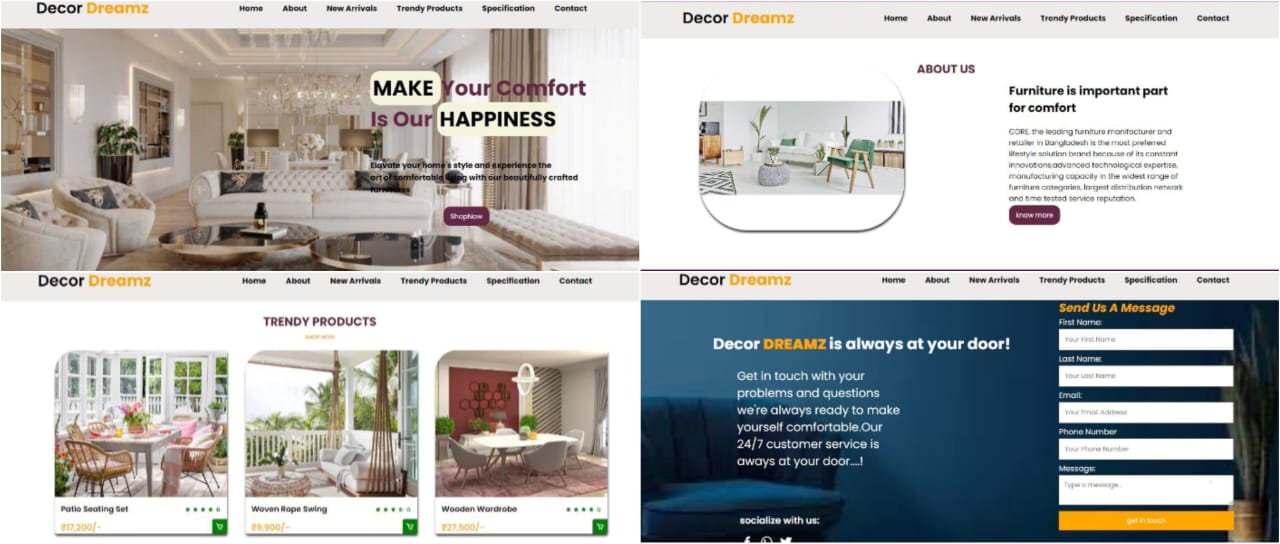 Decor Dreamz
Home About New Arrivals Trendy Products Specification Contact
MAKE Your Comfort
Is Our HAPPINESS
Elavate your home's style and experience the
art of comfortable living with our beautifully crafted
furnitures
ShopNow
Decor Dreamz
Home About New Arrivals Trendy Products Specification Contact
ABOUT US
Furniture is important part
for comfort
CORE, the leading furniture manifacturer and
retailer in Bangladesh is the most preferred
lifestyle solution brand because of its constant
innovations,advanced technological expertise,
manufacturing capacity in the widest range of
furniture categories, largest distribution network
and time tested service reputation.
know more
Decor Dreamz
Home About New Arrivals Trendy Products Specification Contact
TRENDY PRODUCTS
SHOP NOW
Patio Seating Set
₹17,200/-
Woven Rope Swing
₹9,900/-
Wooden Wardrobe
₹27,500/-
Decor Dreamz
Home About New Arrivals Trendy Products Specification Contact
Decor DREAMZ is always at your door!
Get in touch with your
problems and questions
we're always ready to make
yourself comfortable.Our
24/7 customer service is
aways at your door....!
socialize with us:
Send Us A Message
First Name:
Your First Name
Last Name:
Your Last Name
Email:
Your Email Address
Phone Number
Your Phone Number
Message:
Type a message...
get in touch